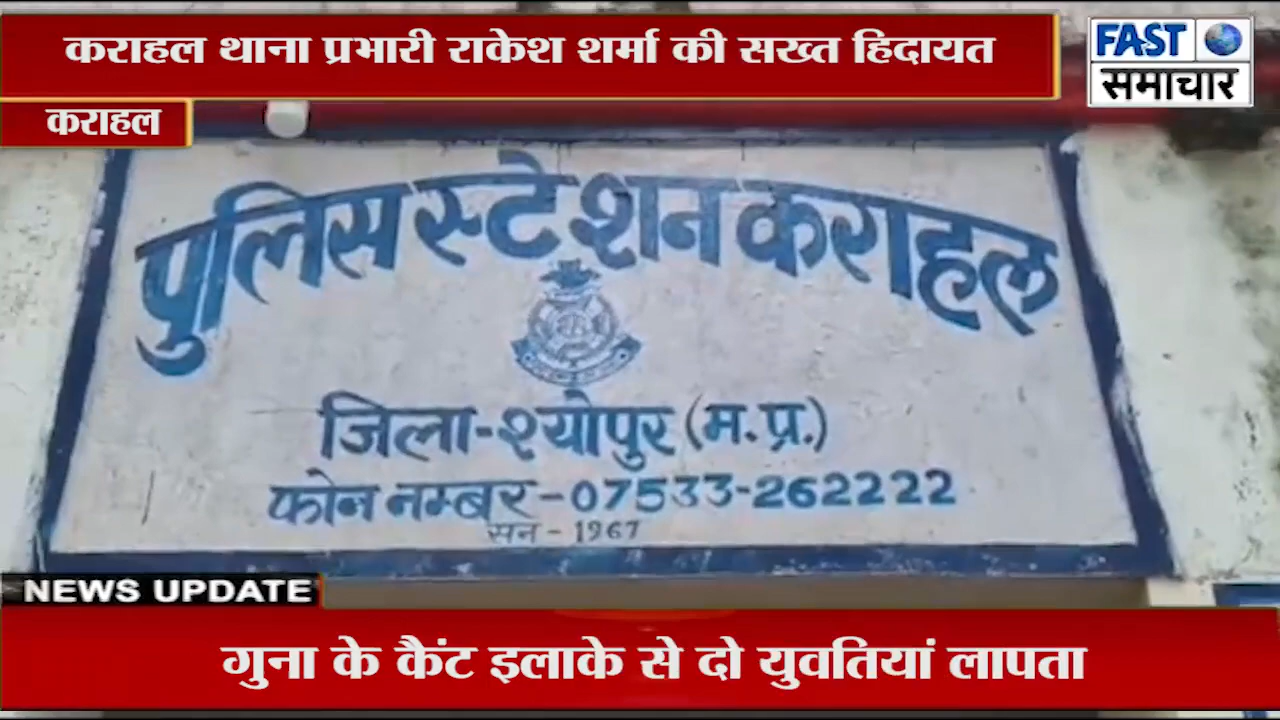 कराहल थाना प्रभारी राकेश शर्मा की सख्त हिदायत
FAST
समाचार
कराहल
पुलिस स्टेशन कराहल
जिला-श्योपुर (म.प्र.)
फोन नम्बर-07533-262222
सन-1967
NEWS UPDATE
गुना के कैंट इलाके से दो युवतियां लापता